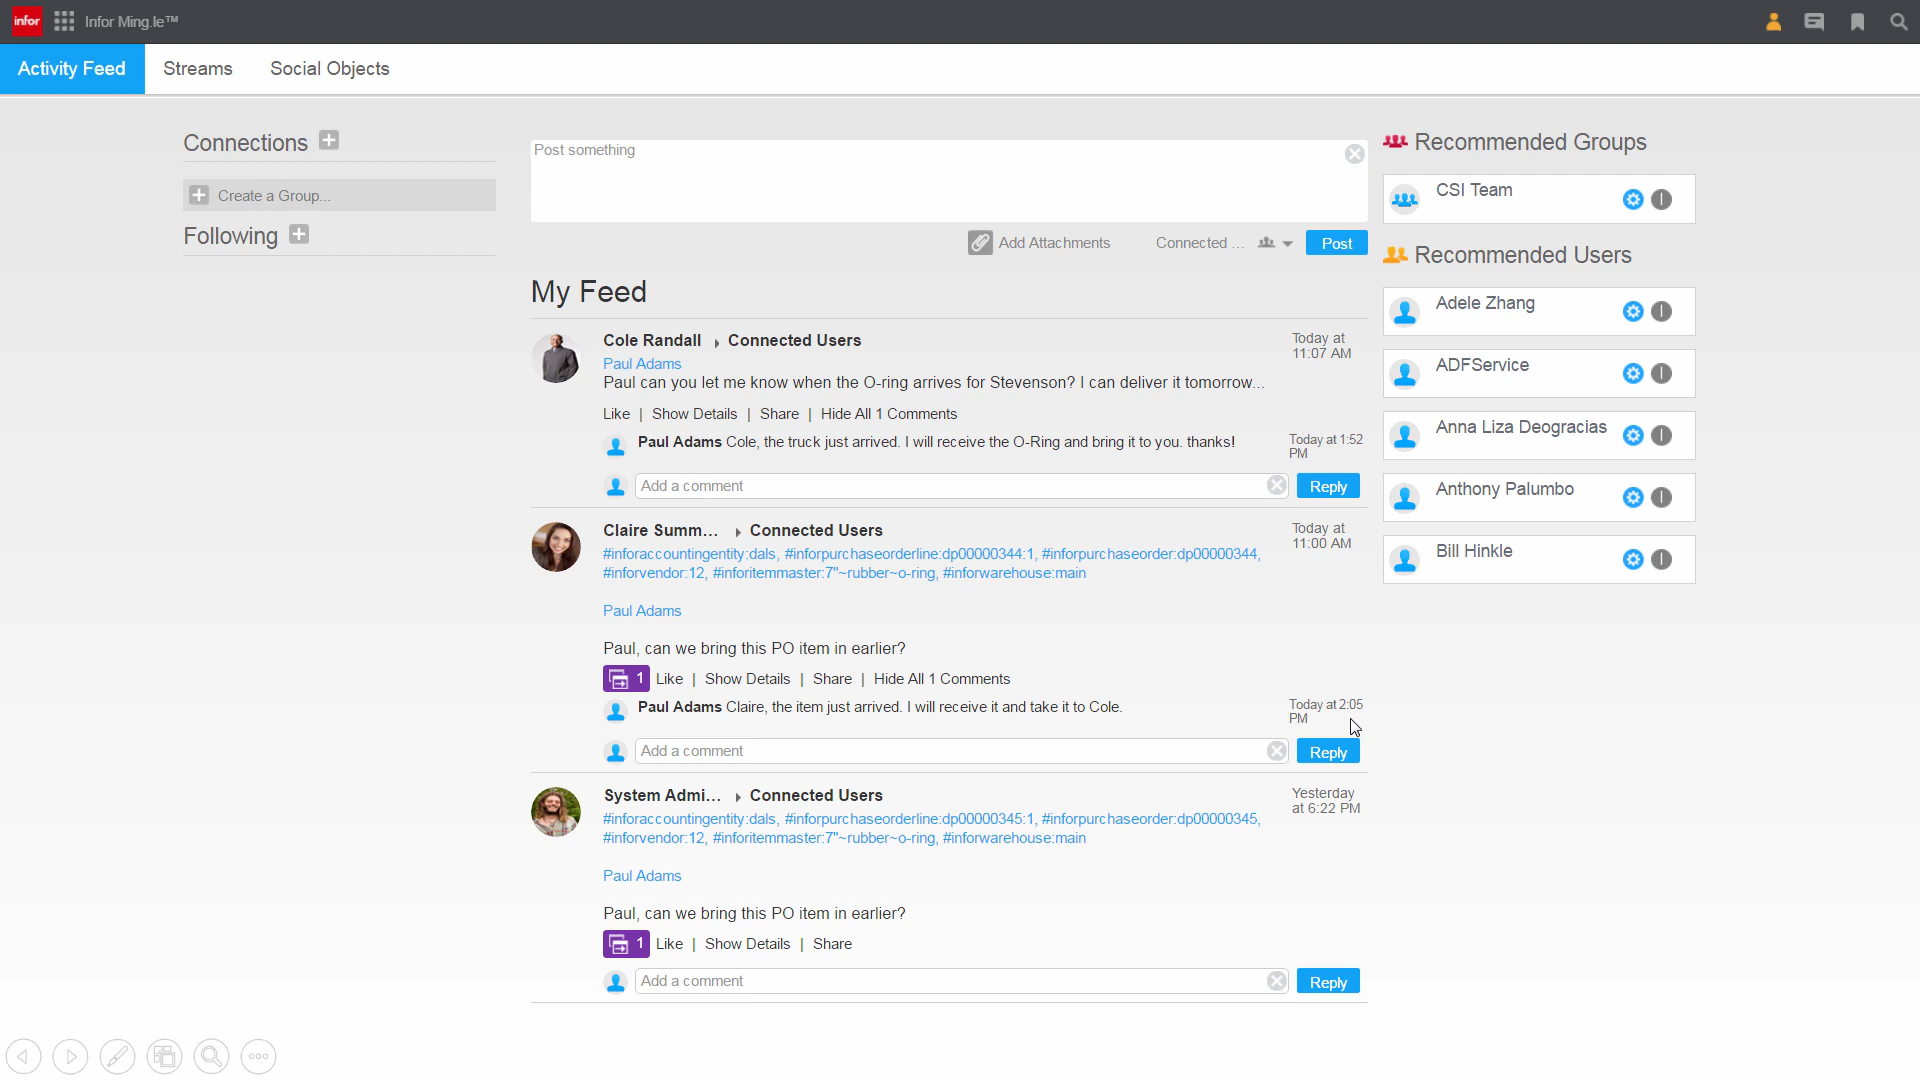 infor
Infor Ming.le™
Activity Feed
Streams
Social Objects
Connections
Create a Group...
Following
Post something
Add Attachments
Connected ...
Post
My Feed
Cole Randall
Connected Users
Today at
11:07 AM
Paul Adams
Paul can you let me know when the O-ring arrives for Stevenson? I can deliver it tomorrow...
Like | Show Details | Share | Hide All 1 Comments
Paul Adams Cole, the truck just arrived. I will receive the O-Ring and bring it to you. thanks!
Today at 1:52
PM
Add a comment
Reply
Claire Summ...
Connected Users
Today at
11:00 AM
#inforaccountingentity:dals, #inforpurchaseorderline:dp00000344:1, #inforpurchaseorder:dp00000344,
#inforvendor:12, #inforitemmaster:7"~rubber~o-ring, #inforwarehouse:main
Paul Adams
Paul, can we bring this PO item in earlier?
1
Like | Show Details | Share | Hide All 1 Comments
Paul Adams Claire, the item just arrived. I will receive it and take it to Cole.
Today at 2:05
PM
Add a comment
Reply
System Admi...
Connected Users
Yesterday
at 6:22 PM
#inforaccountingentity:dals, #inforpurchaseorderline:dp00000345:1, #inforpurchaseorder:dp00000345,
#inforvendor:12, #inforitemmaster:7"~rubber~o-ring, #inforwarehouse:main
Paul Adams
Paul, can we bring this PO item in earlier?
1
Like | Show Details | Share
Add a comment
Reply
Recommended Groups
CSI Team
Recommended Users
Adele Zhang
ADFService
Anna Liza Deogracias
Anthony Palumbo
Bill Hinkle